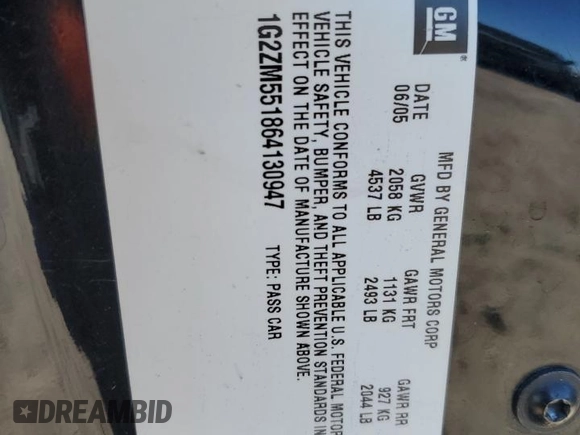 GM
®
MFD BY GENERAL MOTORS CORP
DATE GVWR GAWR FRT GAWR RR
06/05 2058 KG 1131 KG 927 KG
4537 LB 2493 LB 2044 LB
THIS VEHICLE CONFORMS TO ALL APPLICABLE U.S. FEDERAL MOTOR
VEHICLE SAFETY, BUMPER, AND THEFT PREVENTION STANDARDS IN
EFFECT ON THE DATE OF MANUFACTURE SHOWN ABOVE.
1G2ZM551864130947 TYPE: PASS CAR
DREAMBID